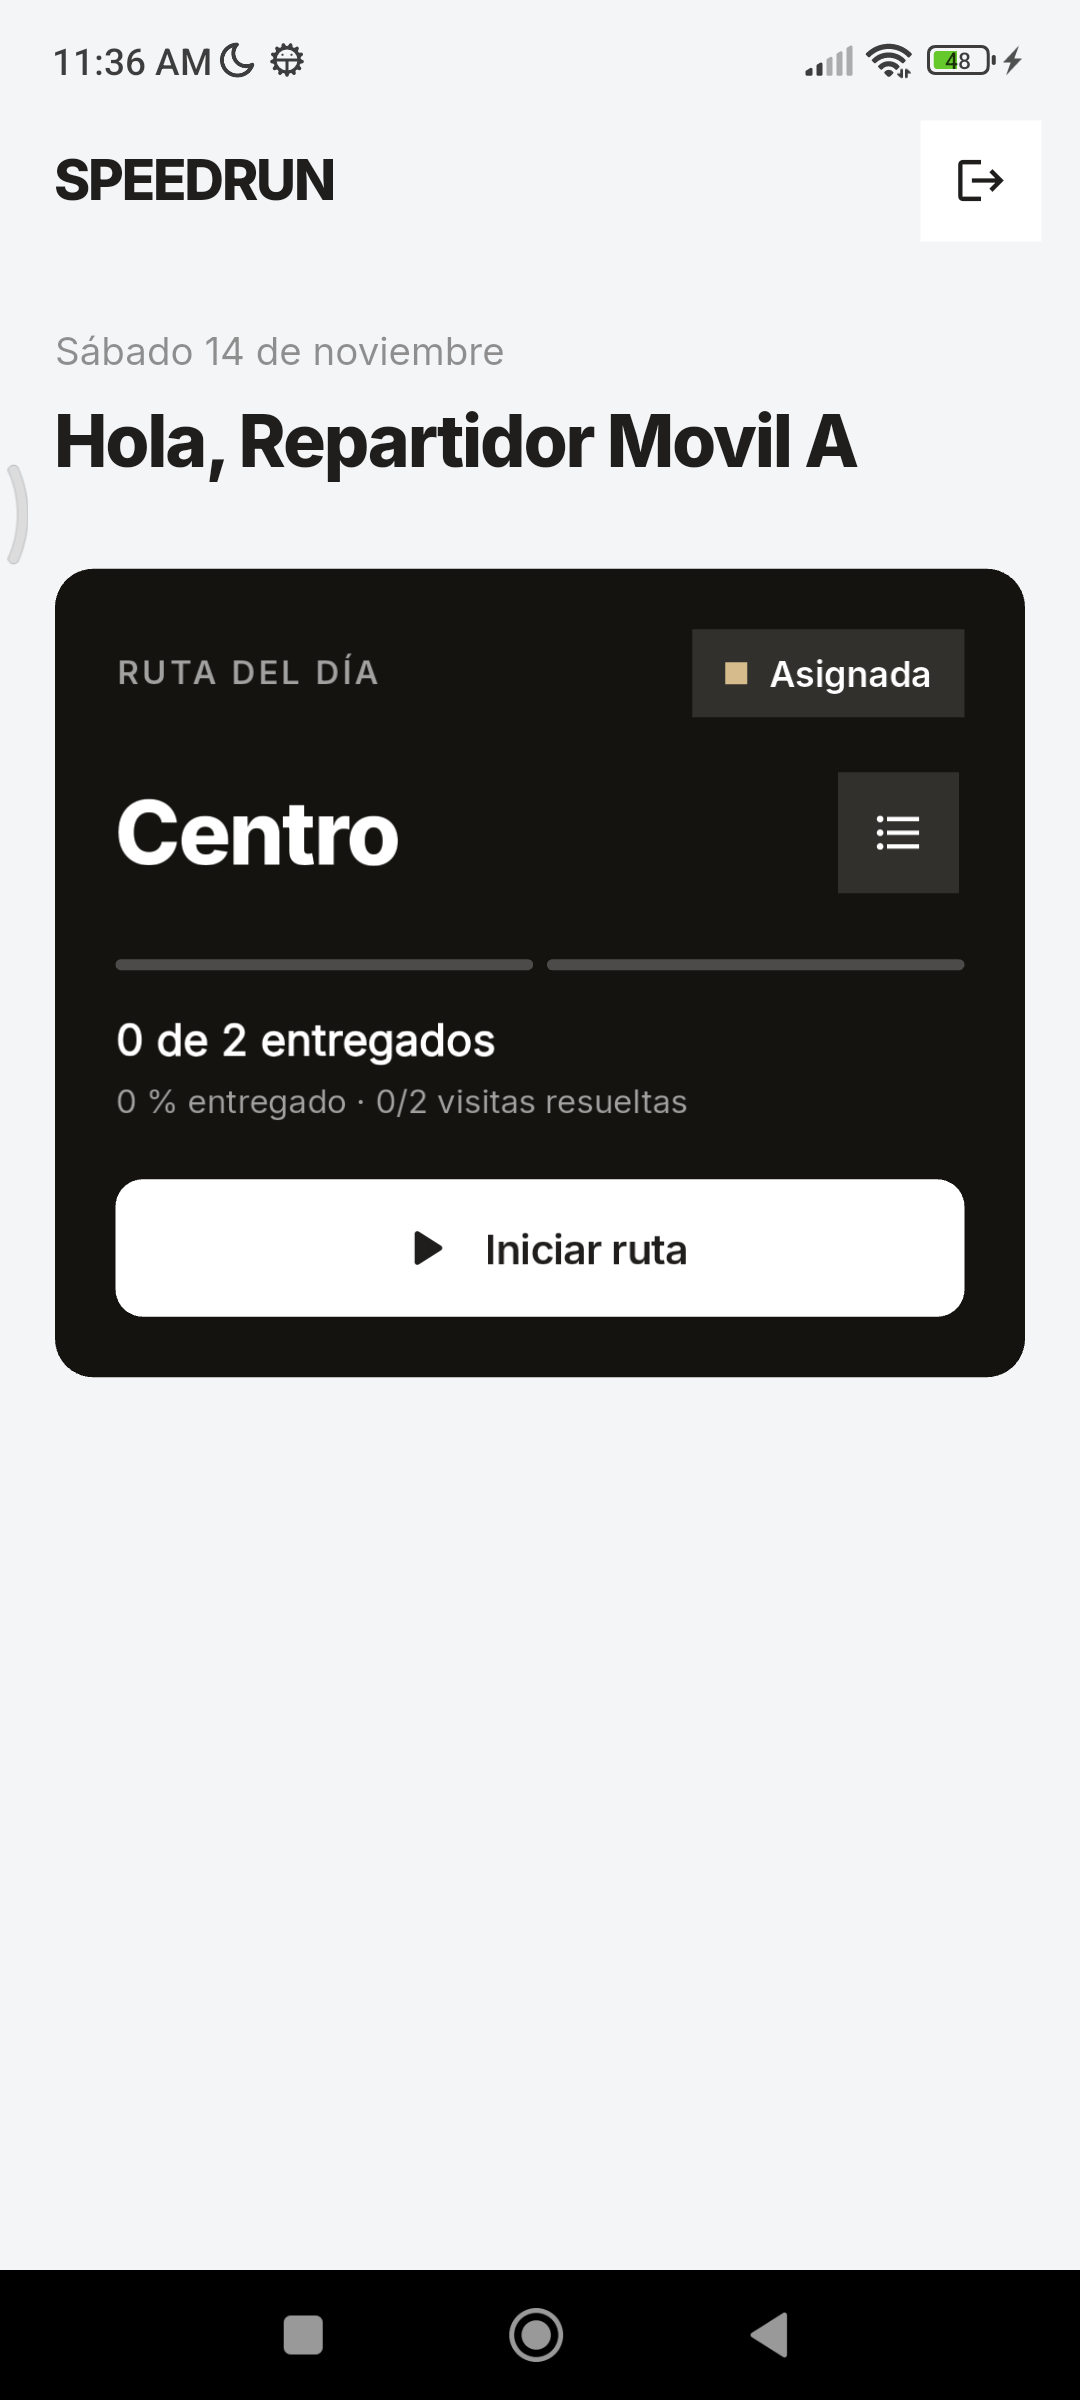 11:36 AM
48
SPEEDRUN
Sábado 14 de noviembre
Hola, Repartidor Movil A
RUTA DEL DÍA
Asignada
Centro
0 de 2 entregados
0 % entregado · 0/2 visitas resueltas
Iniciar ruta